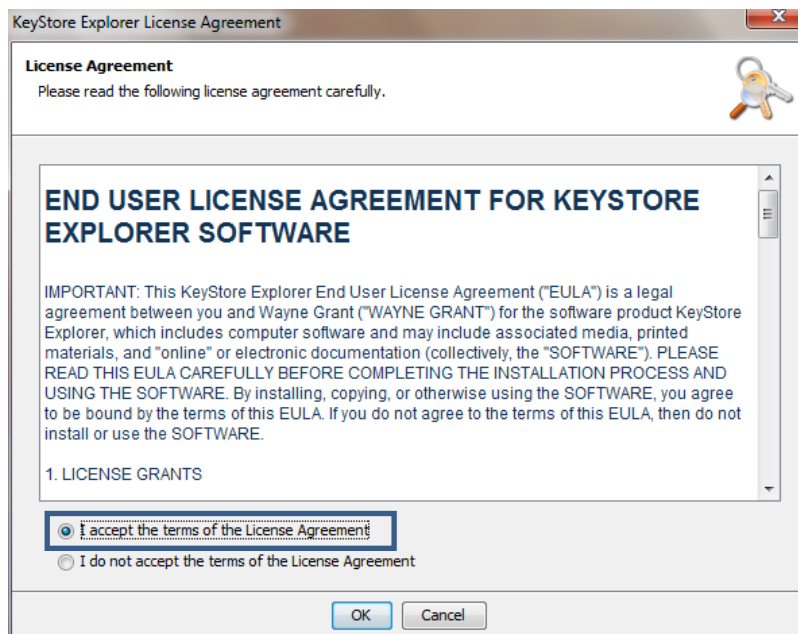 KeyStore Explorer License Agreement
License Agreement
Please read the following license agreement carefully.
END USER LICENSE AGREEMENT FOR KEYSTORE
EXPLORER SOFTWARE
IMPORTANT: This KeyStore Explorer End User License Agreement ("EULA") is a legal
agreement between you and Wayne Grant ("WAYNE GRANT") for the software product KeyStore
Explorer, which includes computer software and may include associated media, printed
materials, and "online" or electronic documentation (collectively, the "SOFTWARE"). PLEASE
READ THIS EULA CAREFULLY BEFORE COMPLETING THE INSTALLATION PROCESS AND
USING THE SOFTWARE. By installing, copying, or otherwise using the SOFTWARE, you agree
to be bound by the terms of this EULA. If you do not agree to the terms of this EULA, then do not
install or use the SOFTWARE.
1. LICENSE GRANTS
I accept the terms of the License Agreement
I do not accept the terms of the License Agreement
OK Cancel